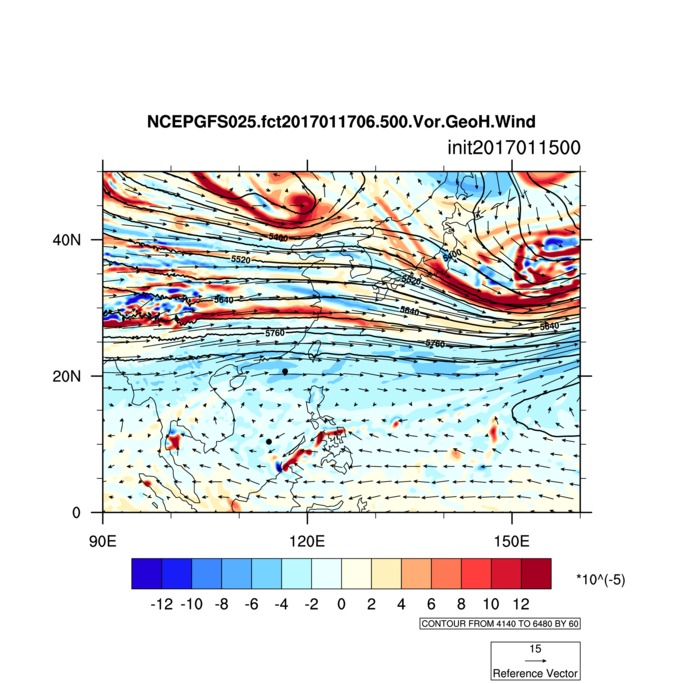 NCEPGFS025.fct2017011706.500.Vor.GeoH.Wind
init2017011500
40N
20N
0
5400
5400
5520
5520
5640
5640
5640
5760
5760
90E 120E 150E
-12 -10 -8 -6 -4 -2 0 2 4 6 8 10 12
*10^(-5)
CONTOUR FROM 4140 TO 6480 BY 60
15
Reference Vector